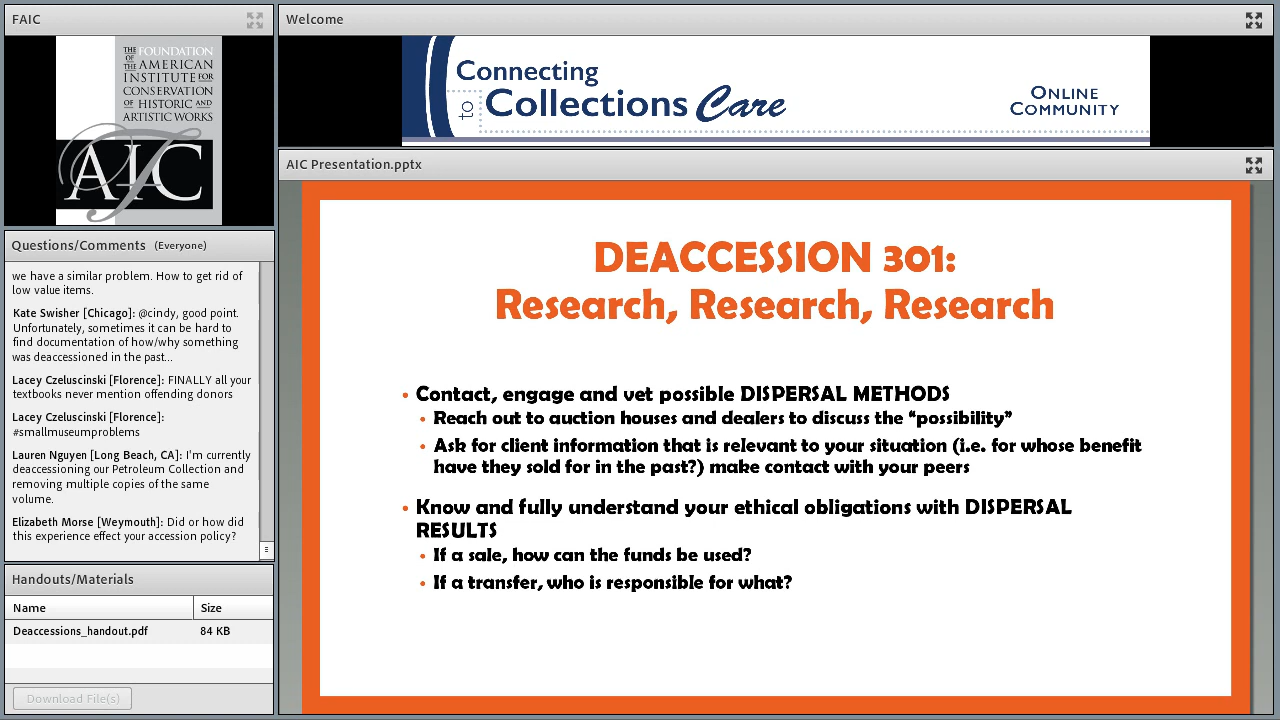 FAIC
THE FOUNDATION
OF THE AMERICAN
INSTITUTE FOR
CONSERVATION
OF HISTORIC AND
ARTISTIC WORKS
AIC
Questions/Comments (Everyone)
we have a similar problem. How to get rid of
low value items.
Kate Swisher [Chicago]: @cindy, good point.
Unfortunately, sometimes it can be hard to
find documentation of how/why something
was deaccessioned in the past...
Lacey Czeluscinski [Florence]: FINALLY all your
textbooks never mention offending donors
Lacey Czeluscinski [Florence]:
#smallmuseumproblems
Lauren Nguyen [Long Beach, CA]: I'm currently
deaccessioning our Petroleum Collection and
removing multiple copies of the same
volume.
Elizabeth Morse [Weymouth]: Did or how did
this experience effect your accession policy?
Handouts/Materials
Name Size
Deaccessions_handout.pdf 84 KB
Download File(s)
Welcome
Connecting
to Collections Care
ONLINE
COMMUNITY
AIC Presentation.pptx
DEACCESSION 301:
Research, Research, Research
• Contact, engage and vet possible DISPERSAL METHODS
• Reach out to auction houses and dealers to discuss the “possibility”
• Ask for client information that is relevant to your situation (i.e. for whose benefit
have they sold for in the past?) make contact with your peers
• Know and fully understand your ethical obligations with DISPERSAL
RESULTS
• If a sale, how can the funds be used?
• If a transfer, who is responsible for what?